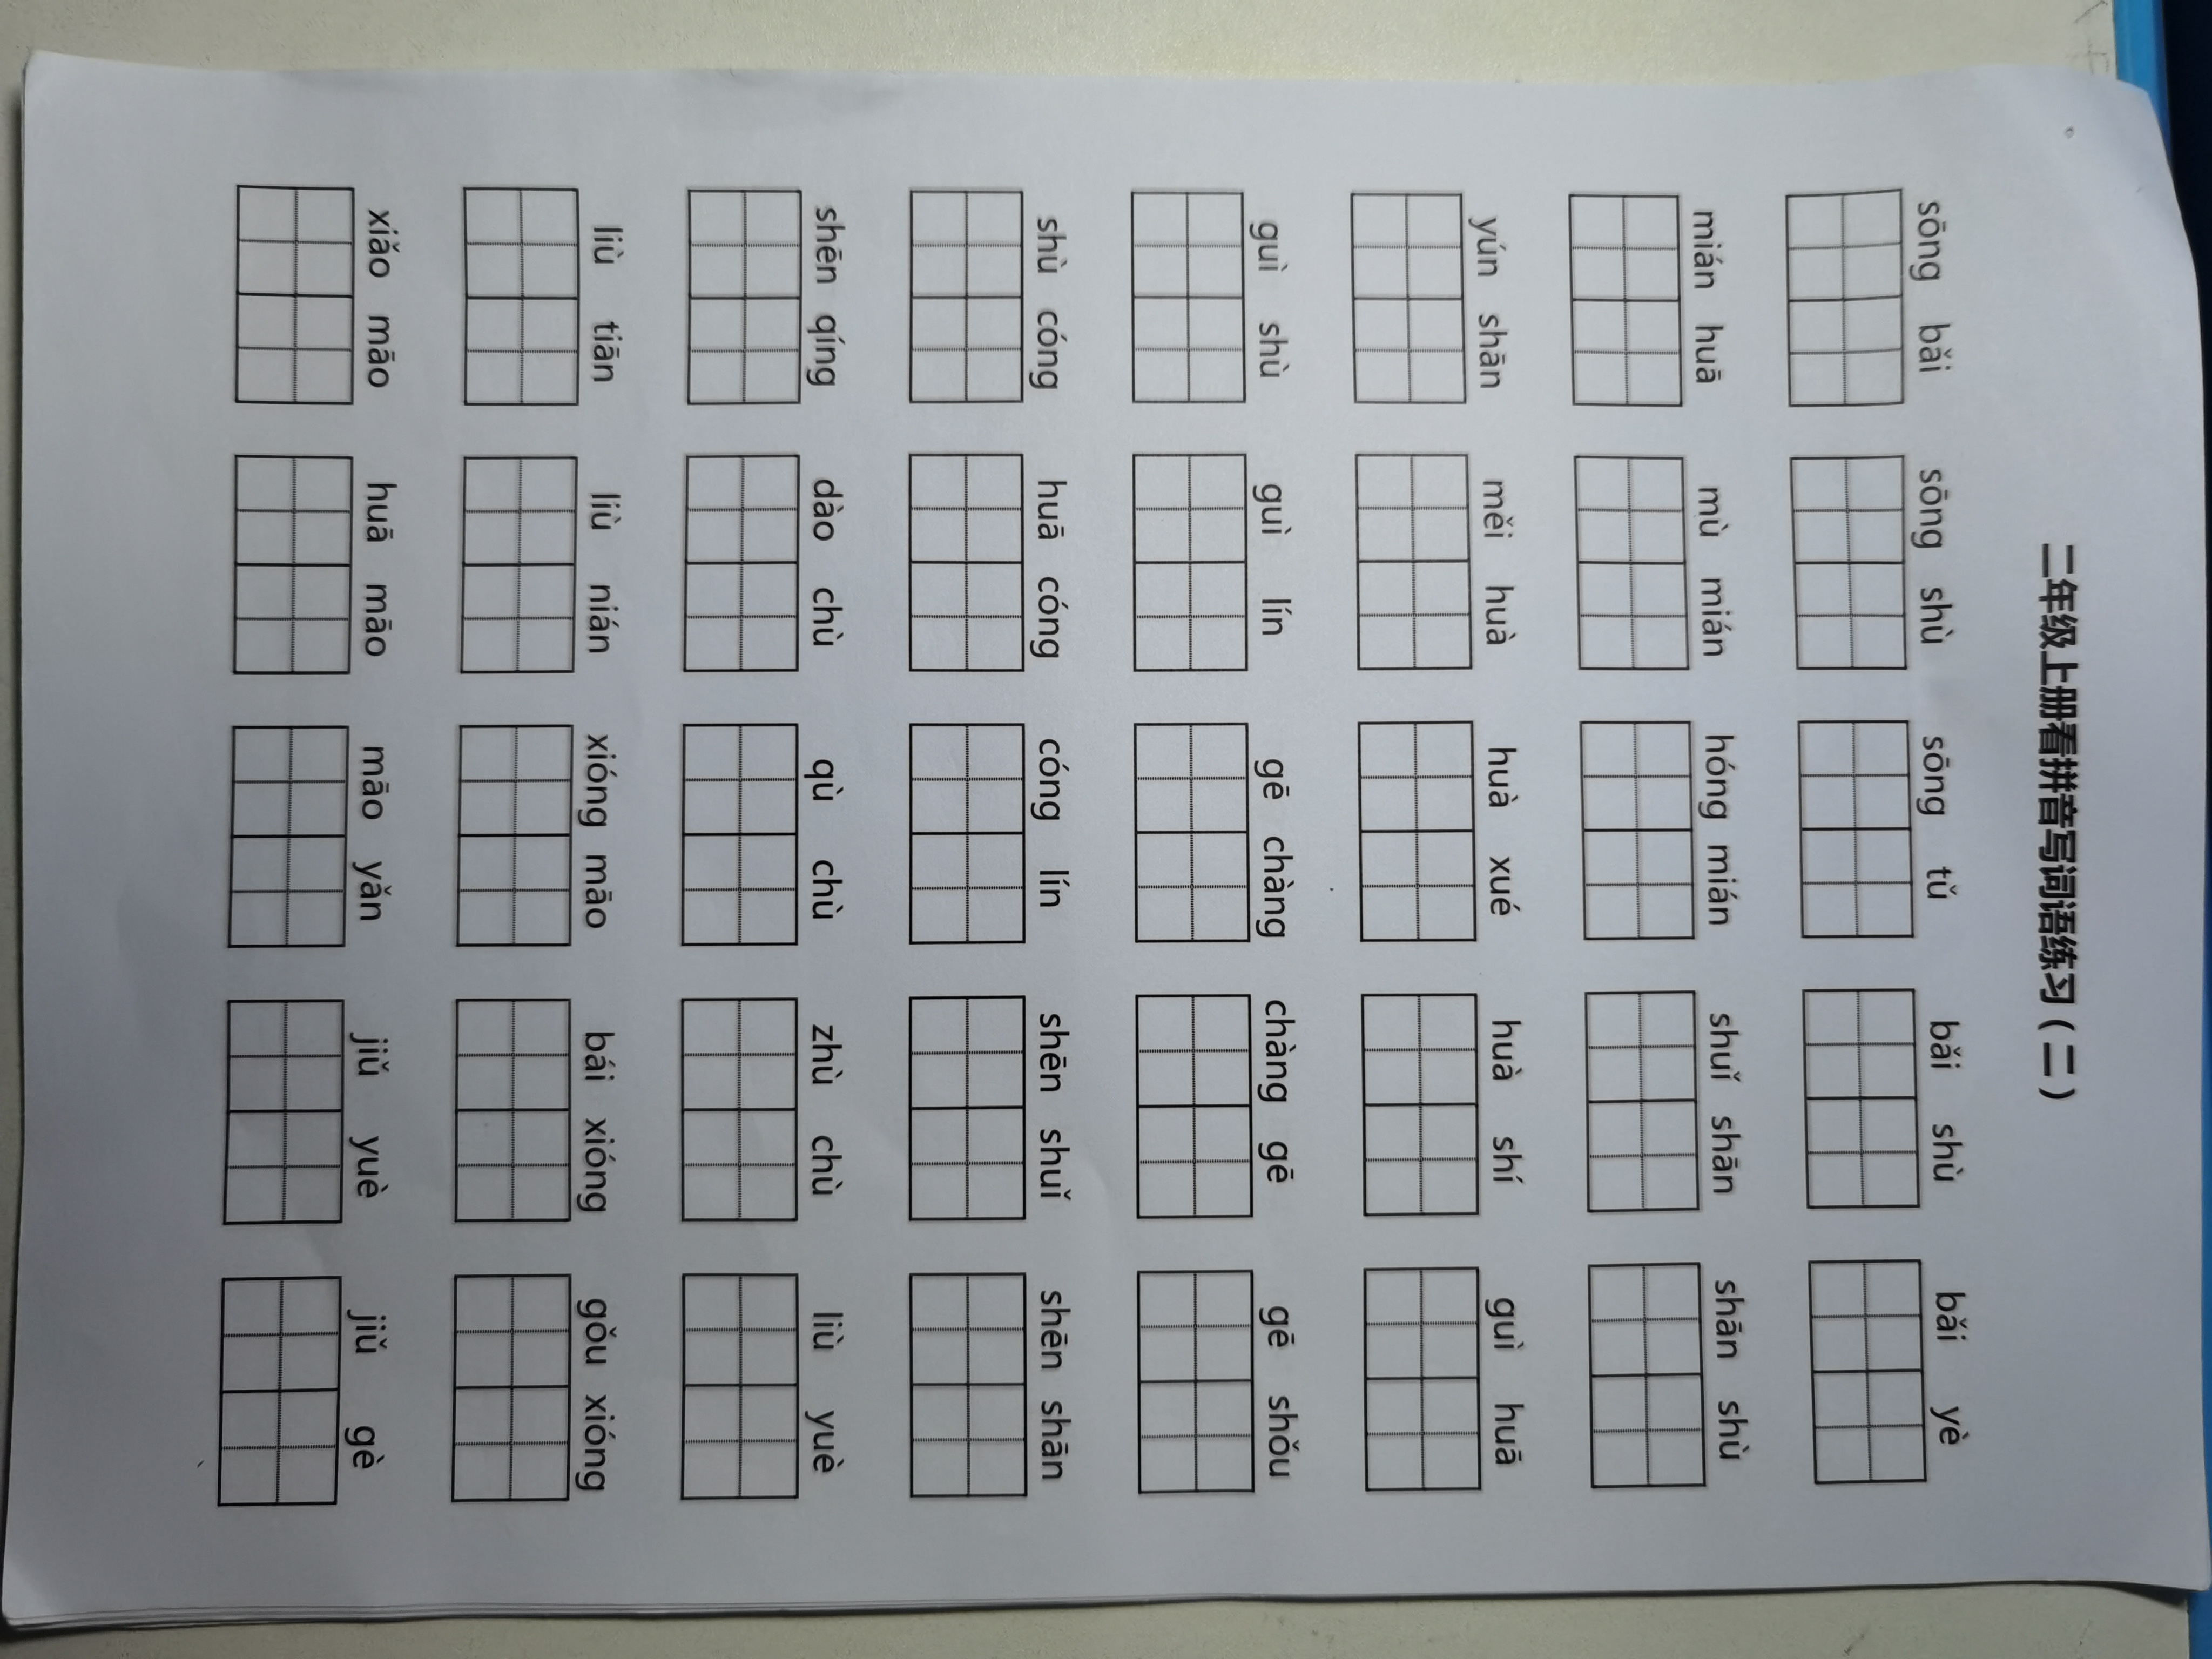 二年级上册看拼音写词语练习（二）
sōng bǎi sōng shù sōng tǔ bǎi shù bǎi yè
mián huā mù mián hóng mián shuǐ shān shān shù
yún shān měi huà huà xué huà shí guì huā
guì shù guì lín gē chàng chàng gē gē shǒu
shù cóng huā cóng cóng lín shēn shuǐ shēn shān
shēn qíng dào chù qù chù zhù chù liù yuè
liù tiān liù nián xióng māo bái xióng gǒu xióng
xiǎo māo huā māo māo yǎn jiǔ yuè jiǔ gè